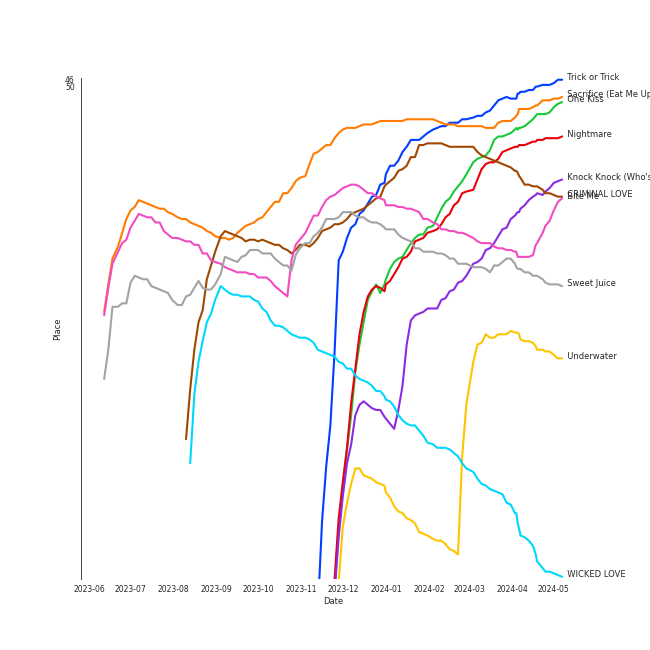 46
50
Trick or Trick
Sacrifice (Eat Me Up
One Kiss
Nightmare
Knock Knock (Who's
CRIMINAL LOVE
Bite Me
Sweet Juice
Underwater
WICKED LOVE
Place
2023-06 2023-07 2023-08 2023-09 2023-10 2023-11 2023-12 2024-01 2024-02 2024-03 2024-04 2024-05
Date